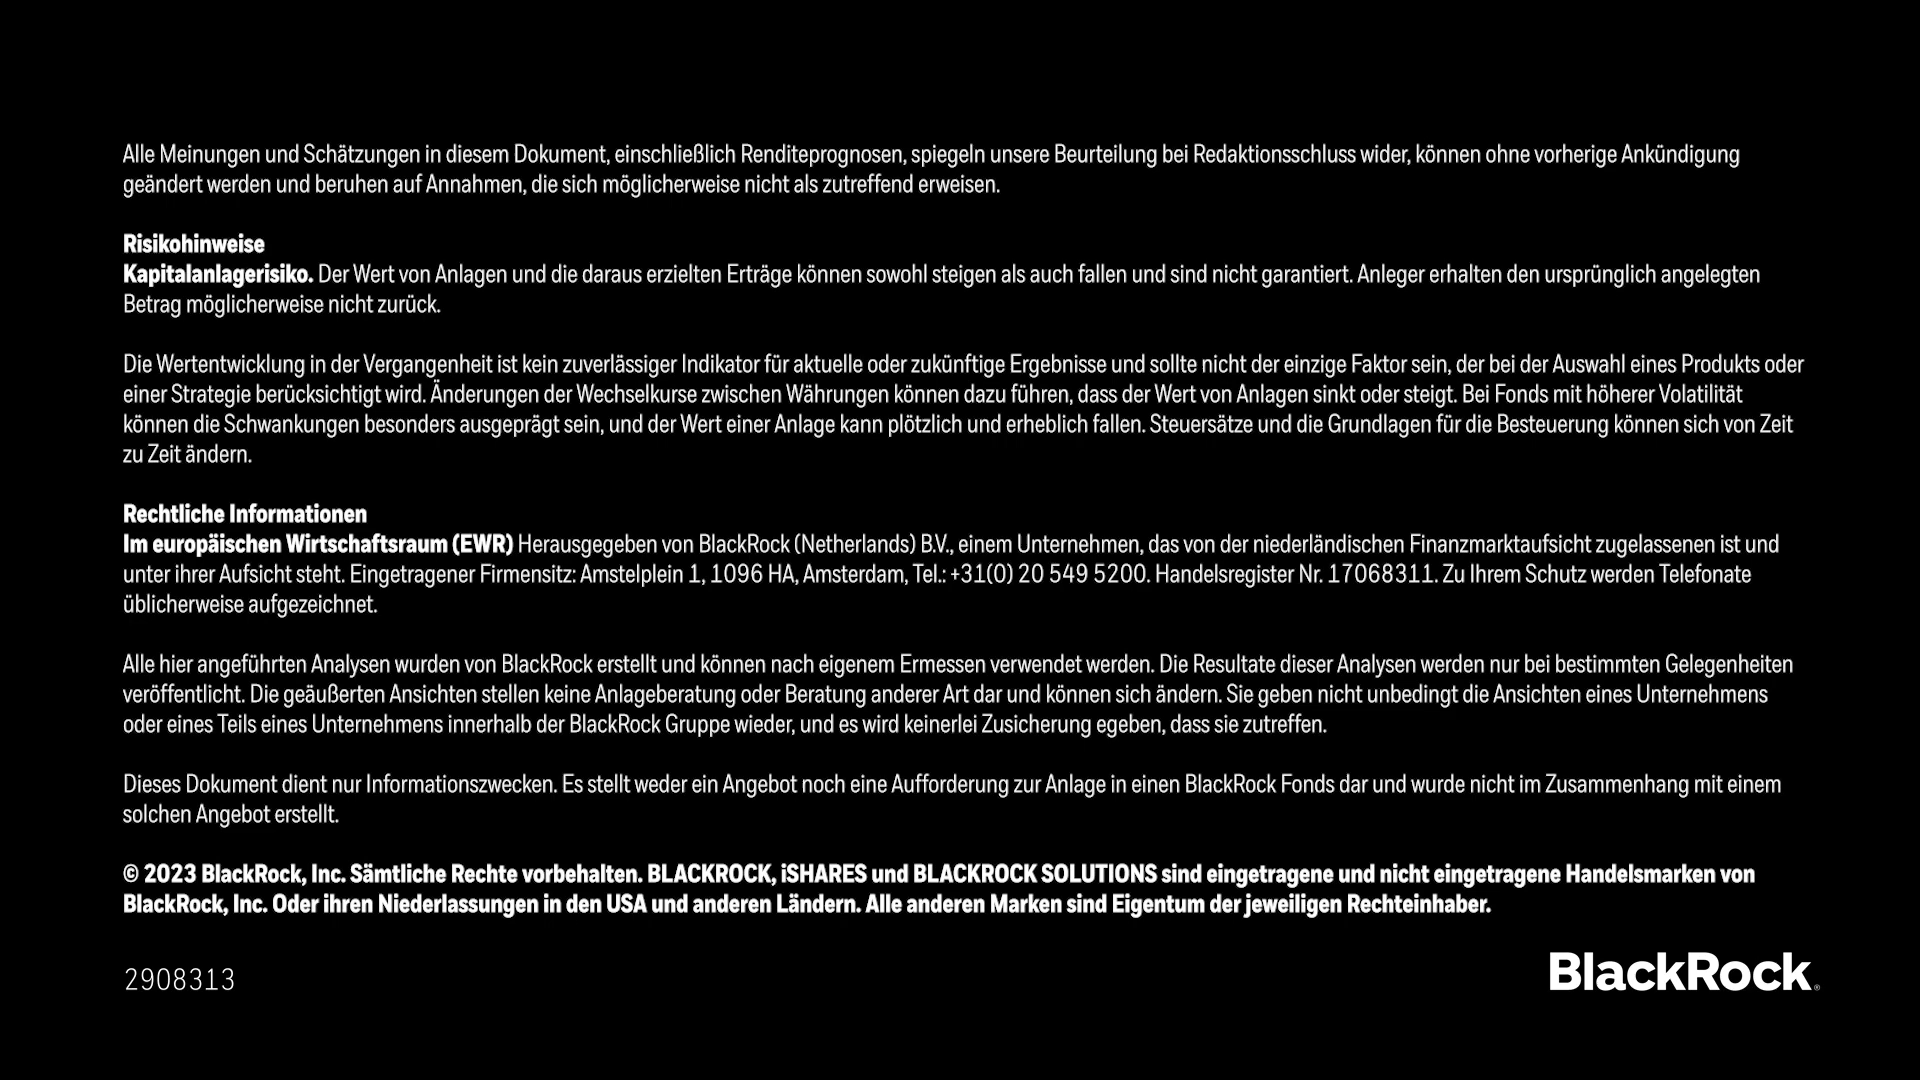 Alle Meinungen und Schätzungen in diesem Dokument, einschließlich Renditeprognosen, spiegeln unsere Beurteilung bei Redaktionsschluss wider, können ohne vorherige Ankündigung
geändert werden und beruhen auf Annahmen, die sich möglicherweise nicht als zutreffend erweisen.
Risikohinweise
Kapitalanlagerisiko. Der Wert von Anlagen und die daraus erzielten Erträge können sowohl steigen als auch fallen und sind nicht garantiert. Anleger erhalten den ursprünglich angelegten
Betrag möglicherweise nicht zurück.
Die Wertentwicklung in der Vergangenheit ist kein zuverlässiger Indikator für aktuelle oder zukünftige Ergebnisse und sollte nicht der einzige Faktor sein, der bei der Auswahl eines Produkts oder
einer Strategie berücksichtigt wird. Änderungen der Wechselkurse zwischen Währungen können dazu führen, dass der Wert von Anlagen sinkt oder steigt. Bei Fonds mit höherer Volatilität
können die Schwankungen besonders ausgeprägt sein, und der Wert einer Anlage kann plötzlich und erheblich fallen. Steuersätze und die Grundlagen für die Besteuerung können sich von Zeit
zu Zeit ändern.
Rechtliche Informationen
Im europäischen Wirtschaftsraum (EWR) Herausgegeben von BlackRock (Netherlands) B.V., einem Unternehmen, das von der niederländischen Finanzmarktaufsicht zugelassenen ist und
unter ihrer Aufsicht steht. Eingetragener Firmensitz: Amstelplein 1, 1096 HA, Amsterdam, Tel.: +31(0) 20 549 5200. Handelsregister Nr. 17068311. Zu Ihrem Schutz werden Telefonate
üblicherweise aufgezeichnet.
Alle hier angeführten Analysen wurden von BlackRock erstellt und können nach eigenem Ermessen verwendet werden. Die Resultate dieser Analysen werden nur bei bestimmten Gelegenheiten
veröffentlicht. Die geäußerten Ansichten stellen keine Anlageberatung oder Beratung anderer Art dar und können sich ändern. Sie geben nicht unbedingt die Ansichten eines Unternehmens
oder eines Teils eines Unternehmens innerhalb der BlackRock Gruppe wieder, und es wird keinerlei Zusicherung egeben, dass sie zutreffen.
Dieses Dokument dient nur Informationszwecken. Es stellt weder ein Angebot noch eine Aufforderung zur Anlage in einen BlackRock Fonds dar und wurde nicht im Zusammenhang mit einem
solchen Angebot erstellt.
© 2023 BlackRock, Inc. Sämtliche Rechte vorbehalten. BLACKROCK, iSHARES und BLACKROCK SOLUTIONS sind eingetragene und nicht eingetragene Handelsmarken von
BlackRock, Inc. Oder ihren Niederlassungen in den USA und anderen Ländern. Alle anderen Marken sind Eigentum der jeweiligen Rechteinhaber.
2908313
BlackRock®